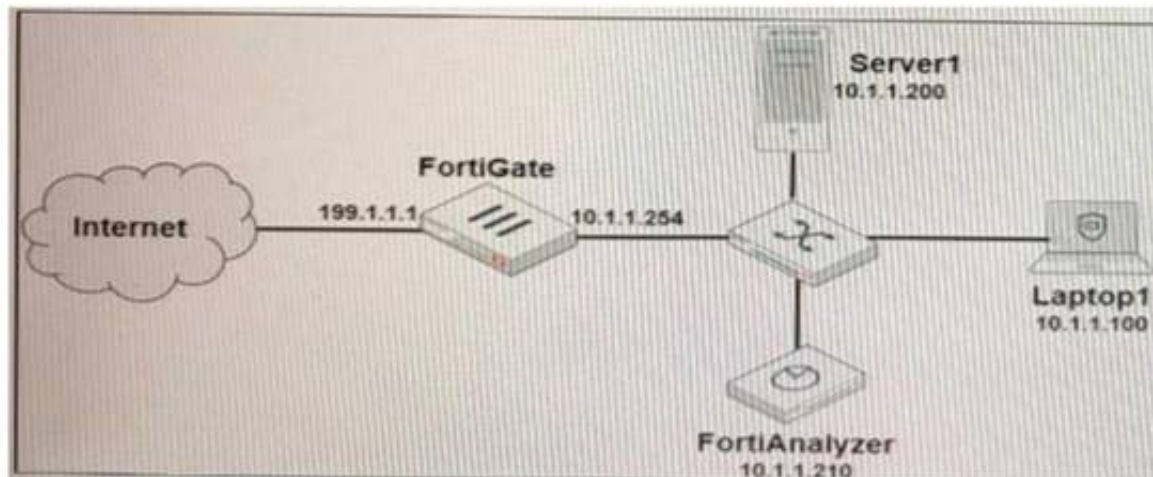 Server1
10.1.1.200
FortiGate
Internet
199.1.1.1
10.1.1.254
Laptop1
10.1.1.100
FortiAnalyzer
10.1.1.210